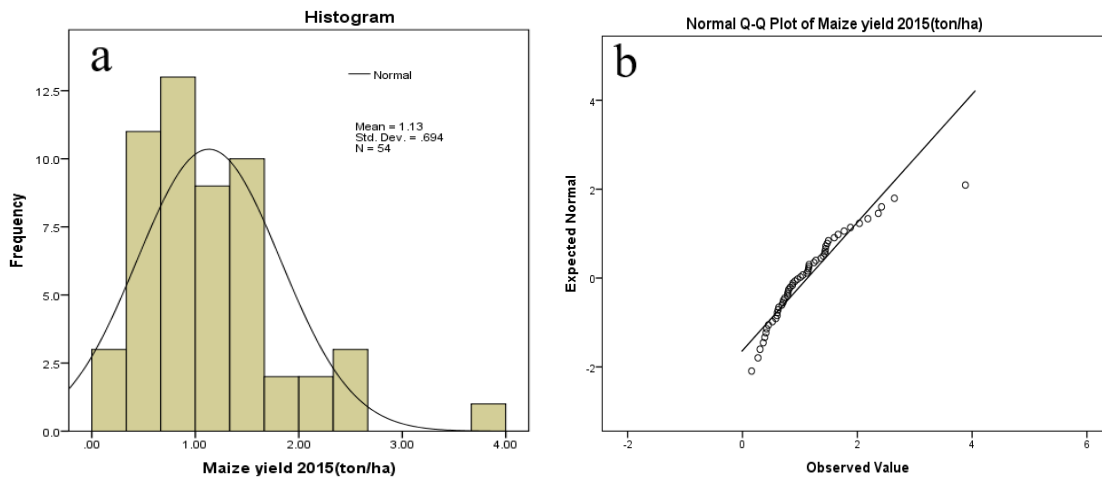 Histogram
a
Normal
Mean = 1.13
Std. Dev. = .694
N = 54
12.5
10.0
7.5
5.0
2.5
0.0
Frequency
.00 1.00 2.00 3.00 4.00
Maize yield 2015(ton/ha)
Normal Q-Q Plot of Maize yield 2015(ton/ha)
b
4
2
0
-2
Expected Normal
-2 0 2 4 6
Observed Value